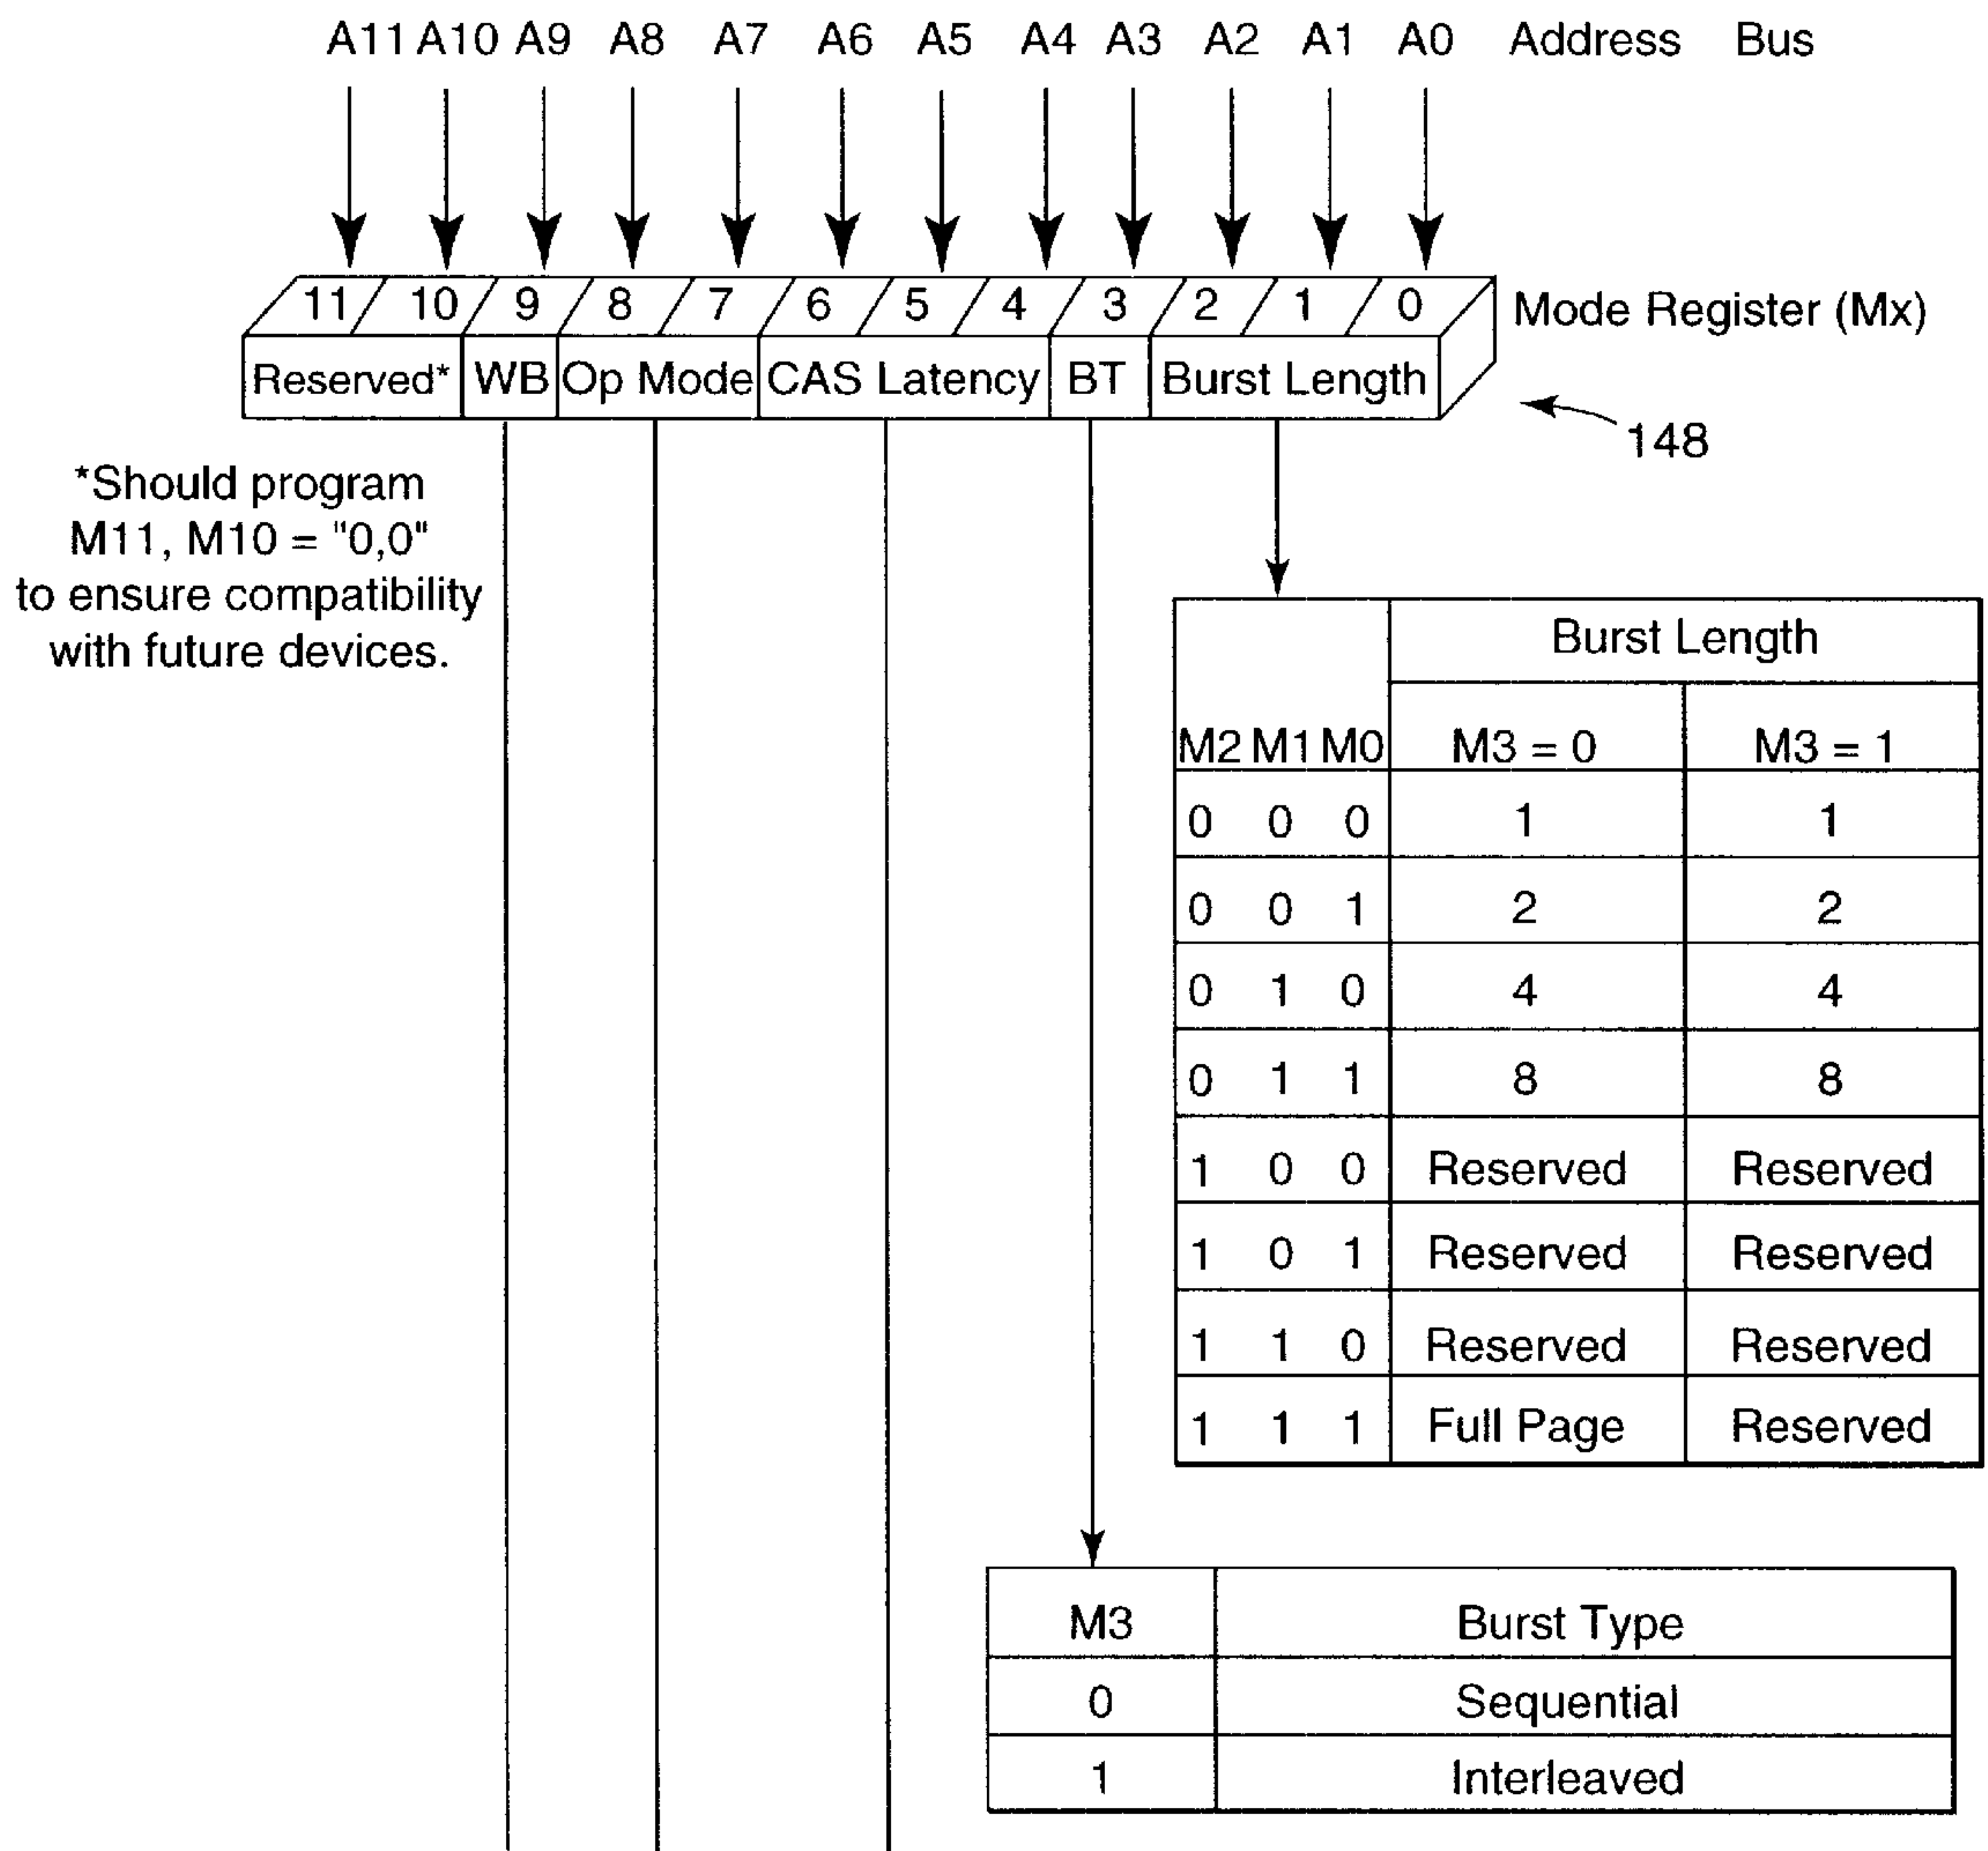 A11 A10 A9 A8 A7 A6 A5 A4 A3 A2 A1 A0 Address Bus
11 10 9 8 7 6 5 4 3 2 1 0 Mode Register (Mx)
Reserved* WB Op Mode CAS Latency BT Burst Length
148
*Should program
M11, M10 = "0,0"
to ensure compatibility
with future devices.
Burst Length
M2 M1 M0 M3 = 0 M3 = 1
0 0 0 1 1
0 0 1 2 2
0 1 0 4 4
0 1 1 8 8
1 0 0 Reserved Reserved
1 0 1 Reserved Reserved
1 1 0 Reserved Reserved
1 1 1 Full Page Reserved
M3 Burst Type
0 Sequential
1 Interleaved